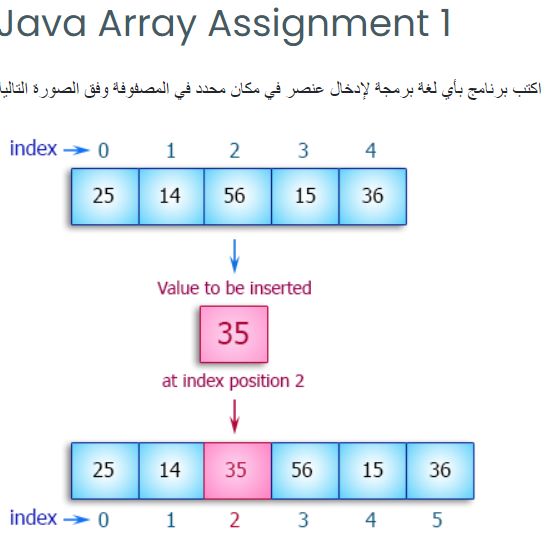 Java Array Assignment 1
اكتب برنامج بأي لغة برمجة لإدخال عنصر في مكان محدد في المصفوفة وفق الصورة التالية
index 0 1 2 3 4
25 14 56 15 36
Value to be inserted
35
at index position 2
25 14 35 56 15 36
index 0 1 2 3 4 5